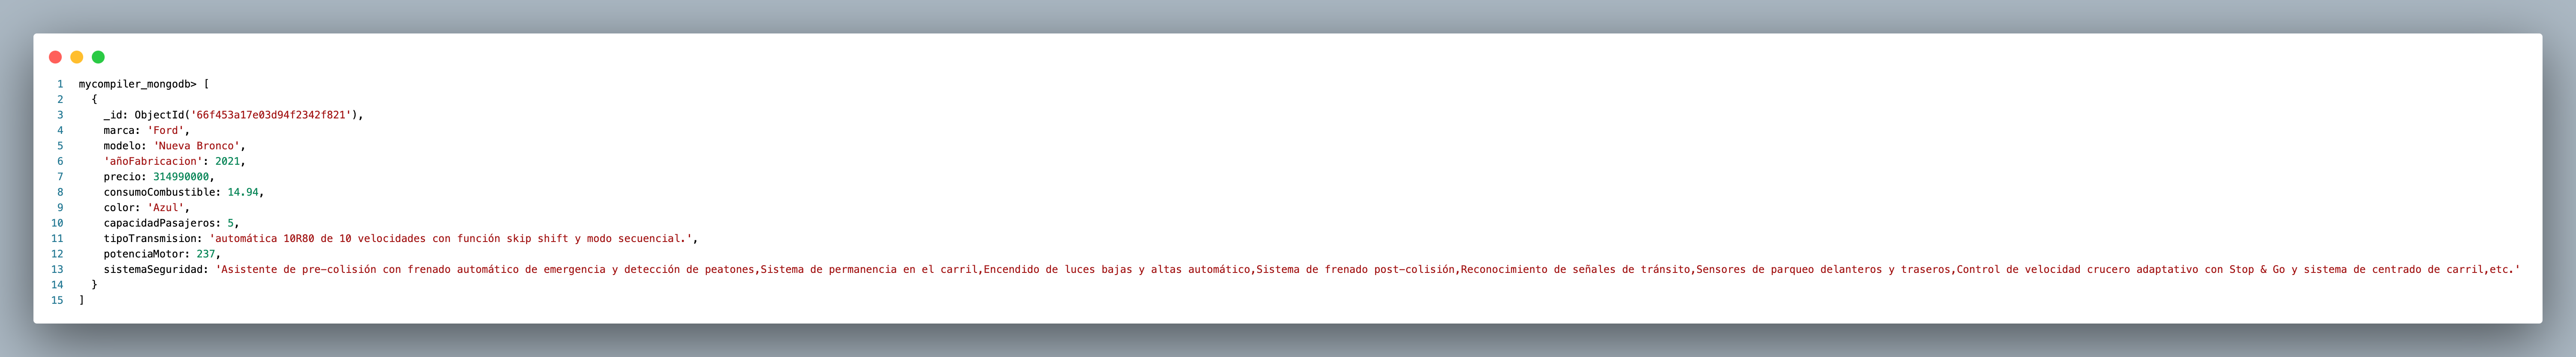 1 mycompiler_mongodb> [
2   {
3     _id: ObjectId('66f453a17e03d94f2342f821'),
4     marca: 'Ford',
5     modelo: 'Nueva Bronco',
6     'añoFabricacion': 2021,
7     precio: 314990000,
8     consumoCombustible: 14.94,
9     color: 'Azul',
10     capacidadPasajeros: 5,
11     tipoTransmision: 'automática 10R80 de 10 velocidades con función skip shift y modo secuencial.',
12     potenciaMotor: 237,
13     sistemaSeguridad: 'Asistente de pre-colisión con frenado automático de emergencia y detección de peatones,Sistema de permanencia en el carril,Encendido de luces bajas y altas automático,Sistema de frenado post-colisión,Reconocimiento de señales de tránsito,Sensores de parqueo delanteros y traseros,Control de velocidad crucero adaptativo con Stop & Go y sistema de centrado de carril,etc.'
14   }
15 ]